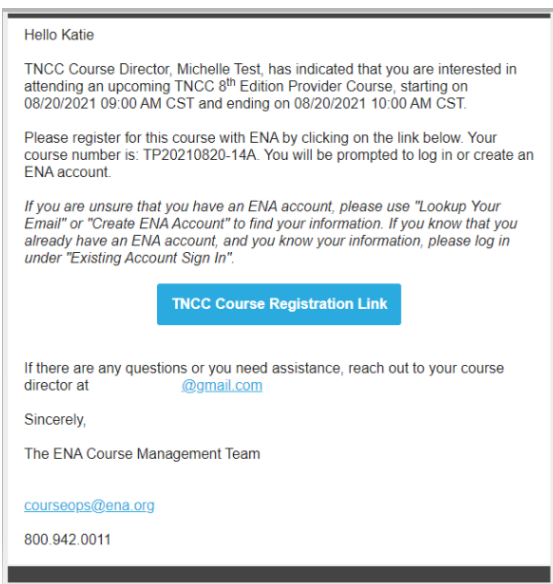 Hello Katie
TNCC Course Director, Michelle Test, has indicated that you are interested in
attending an upcoming TNCC 8th Edition Provider Course, starting on
08/20/2021 09:00 AM CST and ending on 08/20/2021 10:00 AM CST.
Please register for this course with ENA by clicking on the link below. Your
course number is: TP20210820-14A. You will be prompted to log in or create an
ENA account.
If you are unsure that you have an ENA account, please use "Lookup Your
Email" or "Create ENA Account" to find your information. If you know that you
already have an ENA account, and you know your information, please log in
under "Existing Account Sign In".
TNCC Course Registration Link
If there are any questions or you need assistance, reach out to your course
director at @gmail.com
Sincerely,
The ENA Course Management Team
courseops@ena.org
800.942.0011